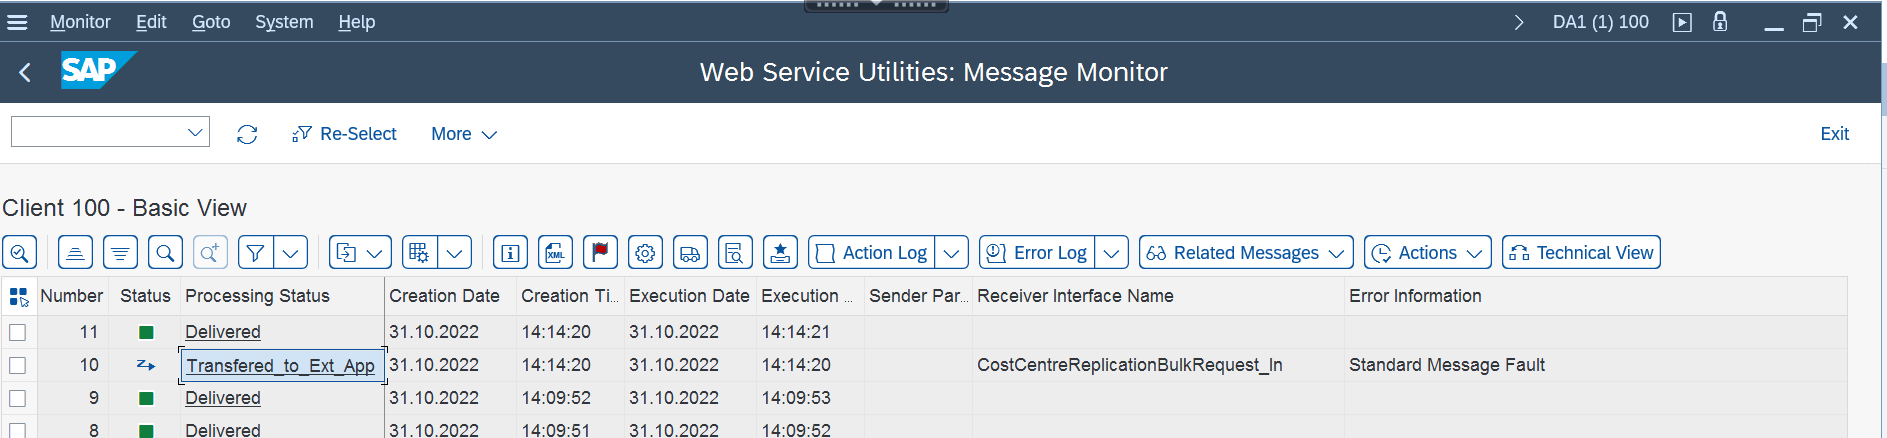 Monitor Edit Goto System Help DA1 (1) 100
SAP Web Service Utilities: Message Monitor
Re-Select More Exit
Client 100 - Basic View
XML Action Log Error Log Related Messages Actions Technical View
Number Status Processing Status Creation Date Creation Ti... Execution Date Execution ... Sender Par... Receiver Interface Name Error Information
11 Delivered 31.10.2022 14:14:20 31.10.2022 14:14:21
10 Transfered_to_Ext_App 31.10.2022 14:14:20 31.10.2022 14:14:20 CostCentreReplicationBulkRequest_In Standard Message Fault
9 Delivered 31.10.2022 14:09:52 31.10.2022 14:09:53
8 Delivered 31.10.2022 14:09:51 31.10.2022 14:09:52